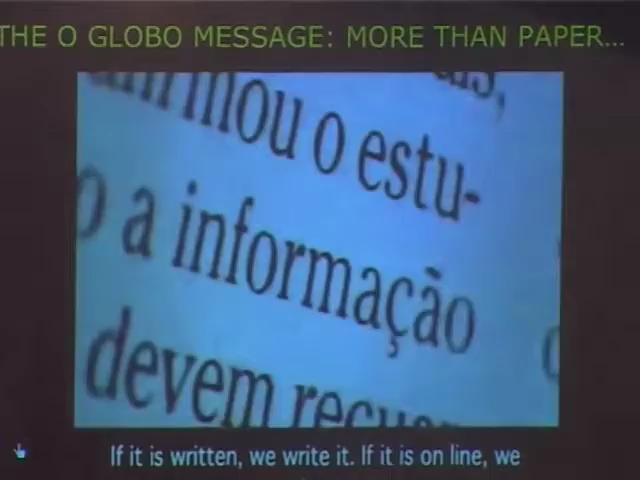 THE O GLOBO MESSAGE: MORE THAN PAPER...
afirmou o estu-
o a informação
devem
If it is written, we write it. If it is on line, we